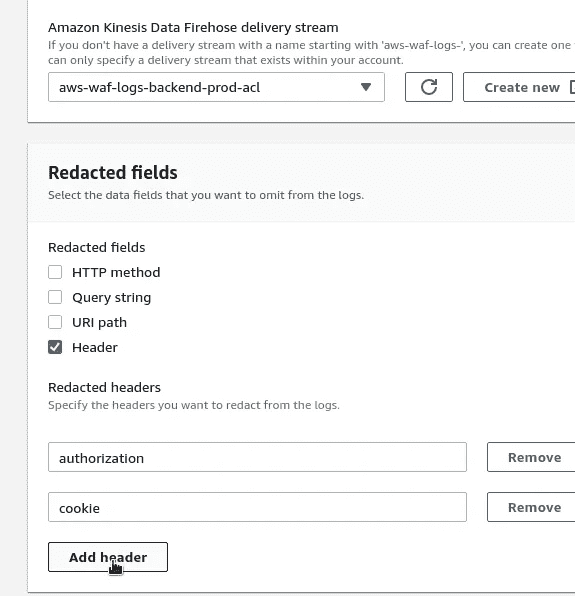 Amazon Kinesis Data Firehose delivery stream
If you don't have a delivery stream with a name starting with 'aws-waf-logs-', you can create one
can only specify a delivery stream that exists within your account.
aws-waf-logs-backend-prod-acl
Create new
Redacted fields
Select the data fields that you want to omit from the logs.
Redacted fields
HTTP method
Query string
URI path
Header
Redacted headers
Specify the headers you want to redact from the logs.
authorization
Remove
cookie
Remove
Add header